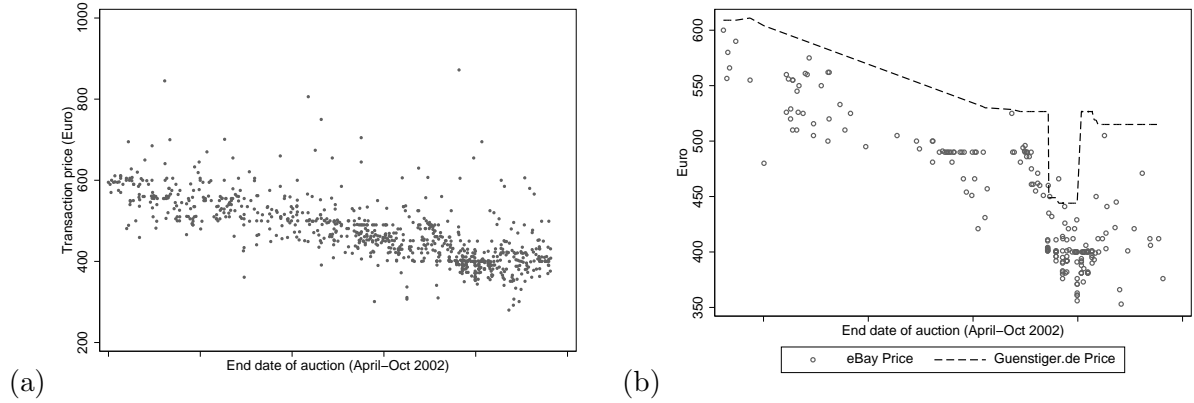 1000
800
600
400
200
Transaction price (Euro)
End date of auction (April–Oct 2002)
(a)
600
550
500
450
400
350
Euro
End date of auction (April–Oct 2002)
eBay Price
Guenstiger.de Price
(b)